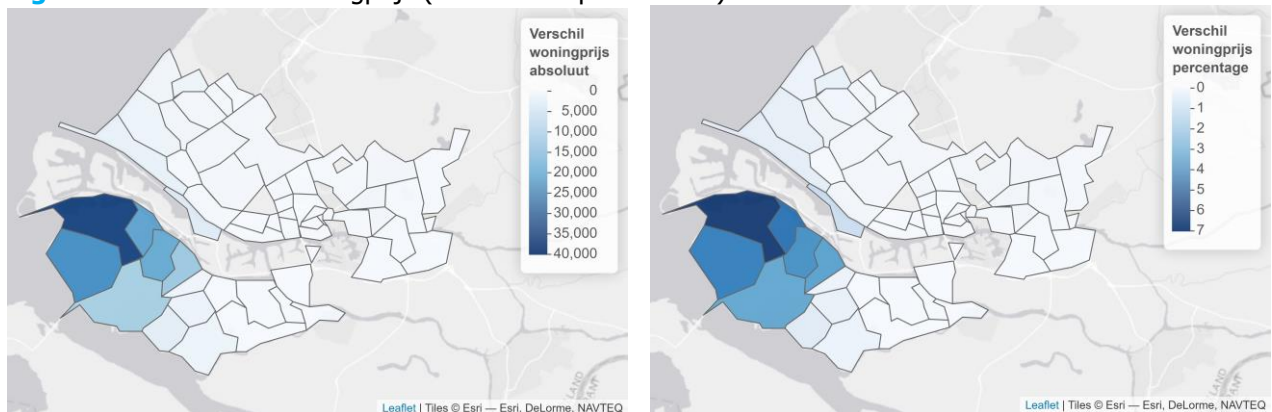 Verschil
woningprijs
absoluut
0
5,000
10,000
15,000
20,000
25,000
30,000
35,000
40,000
Leaflet | Tiles © Esri — Esri, DeLorme, NAVTEQ
Verschil
woningprijs
percentage
0
1
2
3
4
5
6
7
LAND
Leaflet | Tiles © Esri — Esri, DeLorme, NAVTEQ